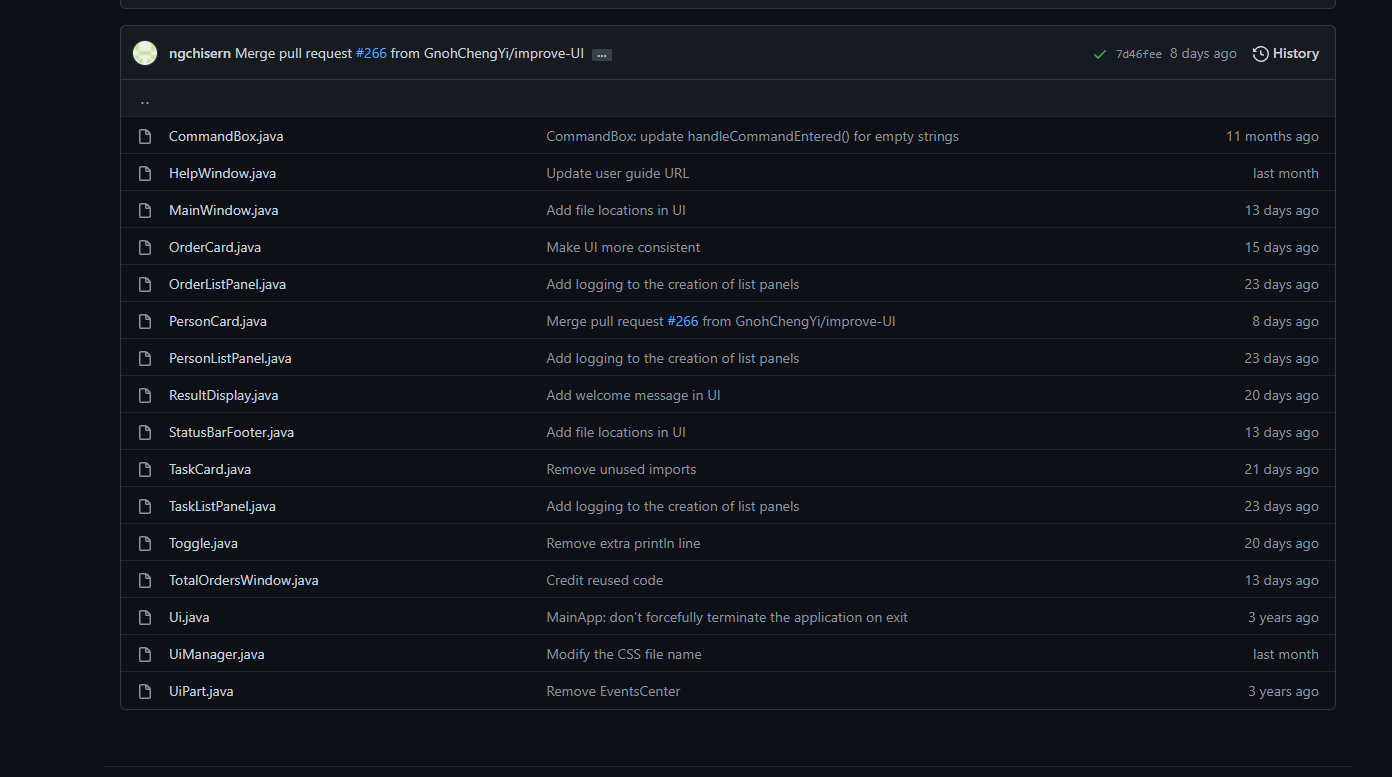 ngchisern Merge pull request #266 from GnohChengYi/improve-UI ... 7d46fee 8 days ago History
..
CommandBox.java CommandBox: update handleCommandEntered() for empty strings 11 months ago
HelpWindow.java Update user guide URL last month
MainWindow.java Add file locations in UI 13 days ago
OrderCard.java Make UI more consistent 15 days ago
OrderListPanel.java Add logging to the creation of list panels 23 days ago
PersonCard.java Merge pull request #266 from GnohChengYi/improve-UI 8 days ago
PersonListPanel.java Add logging to the creation of list panels 23 days ago
ResultDisplay.java Add welcome message in UI 20 days ago
StatusBarFooter.java Add file locations in UI 13 days ago
TaskCard.java Remove unused imports 21 days ago
TaskListPanel.java Add logging to the creation of list panels 23 days ago
Toggle.java Remove extra println line 20 days ago
TotalOrdersWindow.java Credit reused code 13 days ago
Ui.java MainApp: don't forcefully terminate the application on exit 3 years ago
UiManager.java Modify the CSS file name last month
UiPart.java Remove EventsCenter 3 years ago